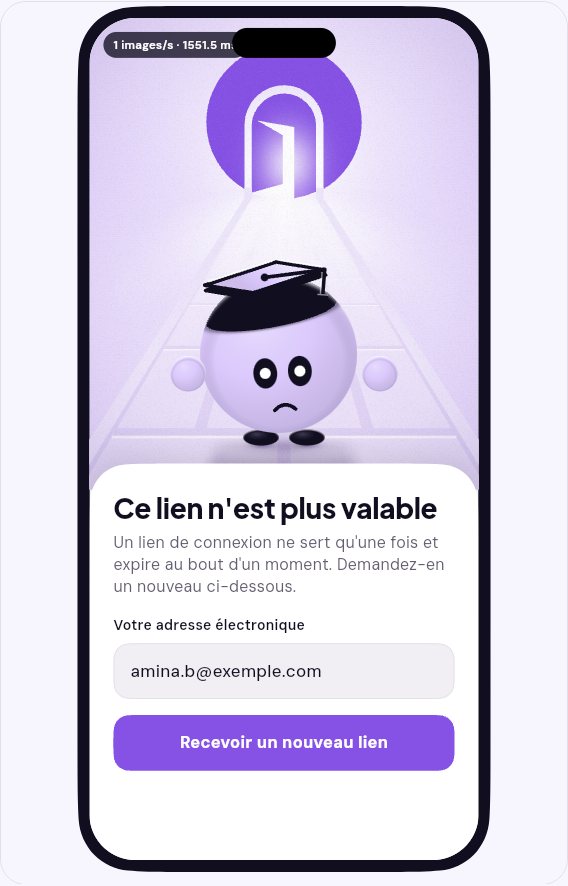 1 images/s · 1551.5 m
Ce lien n'est plus valable
Un lien de connexion ne sert qu'une fois et
expire au bout d'un moment. Demandez-en
un nouveau ci-dessous.
Votre adresse électronique
amina.b@exemple.com
Recevoir un nouveau lien